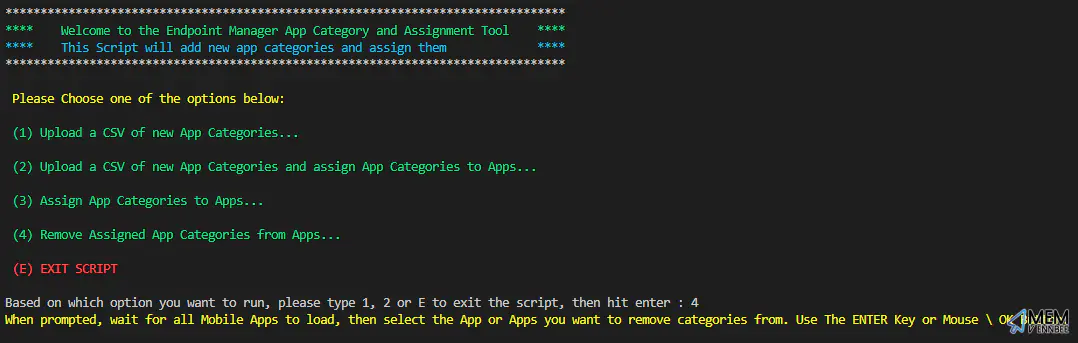 ********************************************************************************
****    Welcome to the Endpoint Manager App Category and Assignment Tool    ****
****    This Script will add new app categories and assign them             ****
********************************************************************************
Please Choose one of the options below:
(1) Upload a CSV of new App Categories...
(2) Upload a CSV of new App Categories and assign App Categories to Apps...
(3) Assign App Categories to Apps...
(4) Remove Assigned App Categories from Apps...
(E) EXIT SCRIPT
Based on which option you want to run, please type 1, 2 or E to exit the script, then hit enter : 4
When prompted, wait for all Mobile Apps to load, then select the App or Apps you want to remove categories from. Use The ENTER Key or Mouse \ OK
MEM
VENNBEE